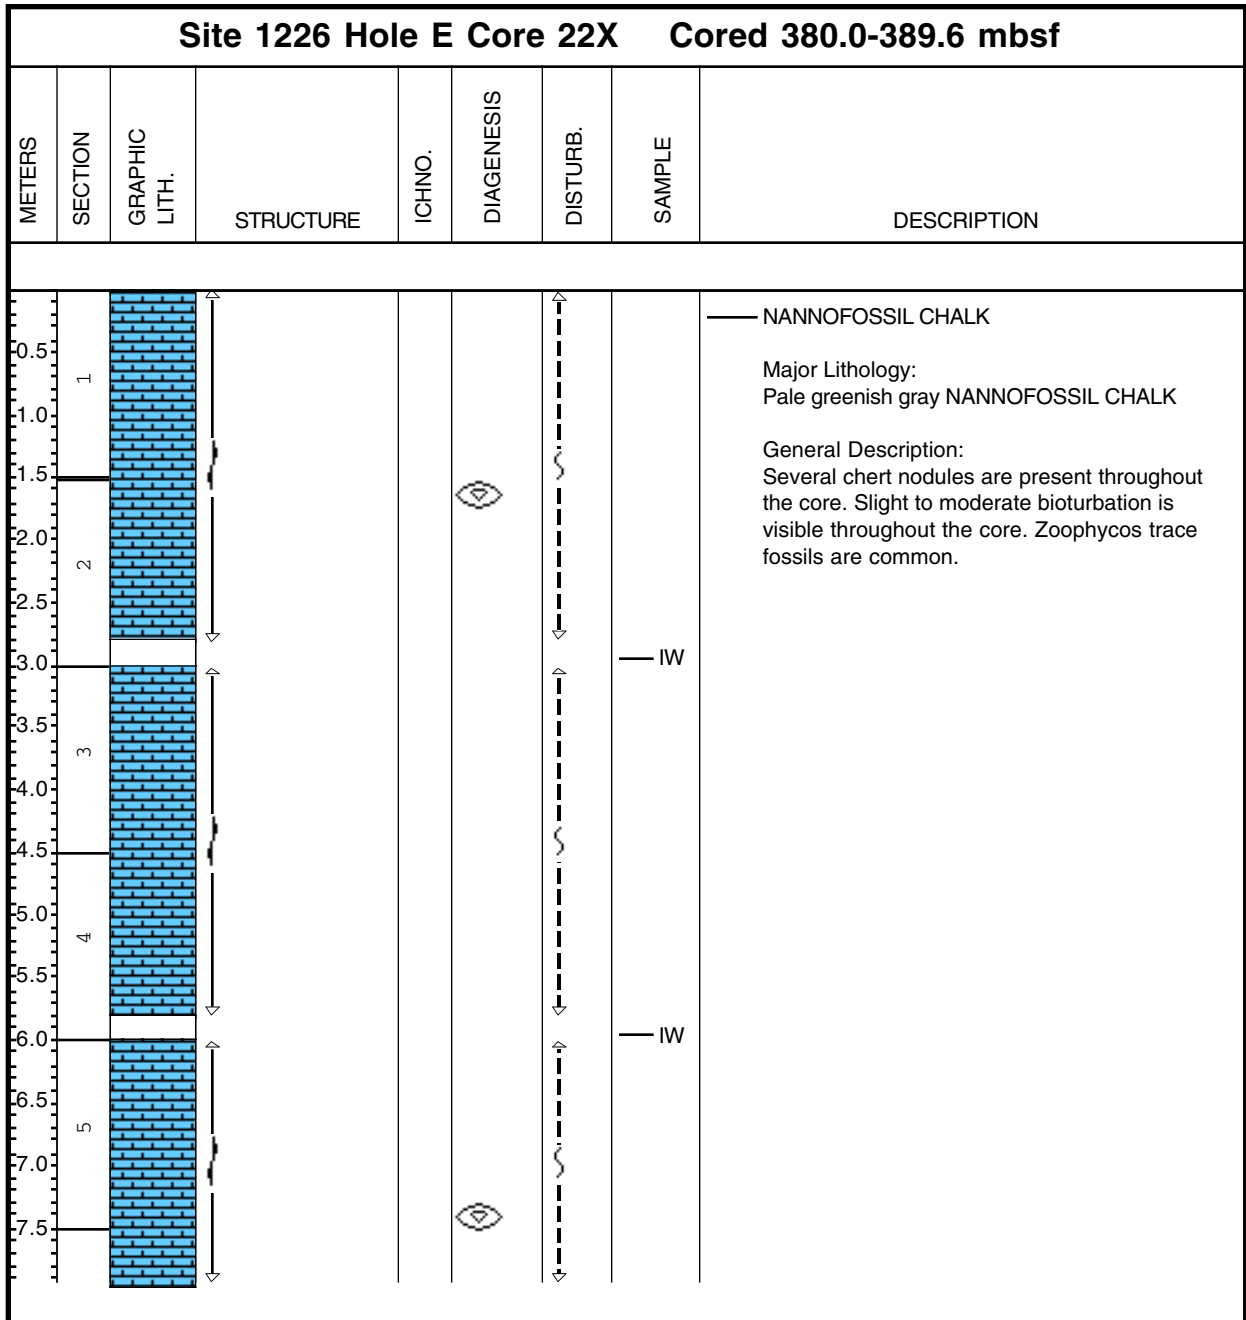 Site 1226 Hole E Core 22X Cored 380.0-389.6 mbsf
METERS
SECTION
GRAPHIC
LITH.
STRUCTURE
ICHNO.
DIAGENESIS
DISTURB.
SAMPLE
DESCRIPTION
NANNOFOSSIL CHALK
0.5
1
Major Lithology:
Pale greenish gray NANNOFOSSIL CHALK
1.0
General Description:
1.5
Several chert nodules are present throughout
the core. Slight to moderate bioturbation is
2.0
visible throughout the core. Zoophycos trace
2
fossils are common.
2.5
3.0
IW
3.5
3
4.0
4.5
5.0
4
5.5
6.0
IW
6.5
5
7.0
7.5